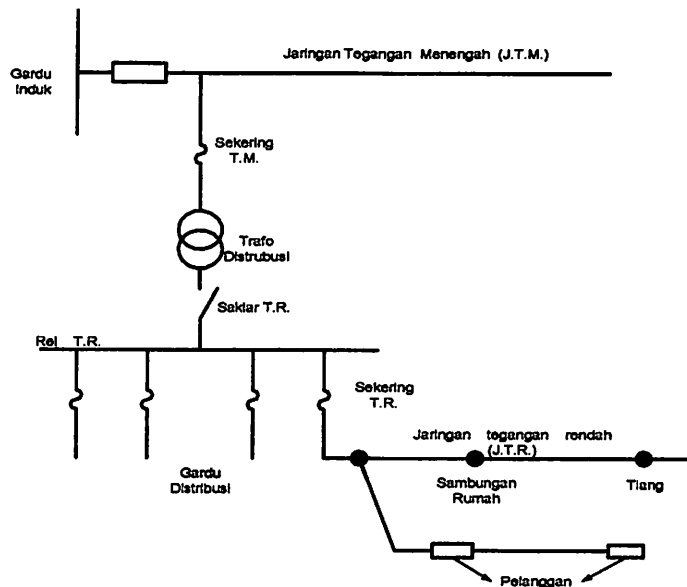 Jaringan Tegangan Menengah (J.T.M.)
Gardu
Induk
Sekering
T.M.
Trafo
Distrubusi
Saklar T.R.
Rel T.R.
Sekering
T.R.
Jaringan tegangan rendah
(J.T.R.)
Gardu
Distribusi
Sambungan
Rumah
Tiang
Pelanggan